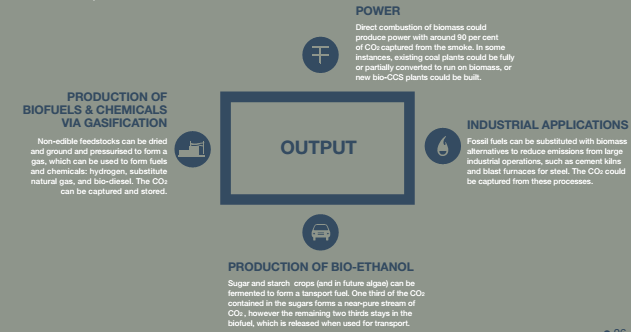 POWER
Direct combustion of biomass could
produce power with around 90 per cent
of CO₂ captured from the smoke. In some
instances, existing coal plants could be fully
or partially converted to run on biomass, or
new bio-CCS plants could be built.
PRODUCTION OF
BIOFUELS & CHEMICALS
VIA GASIFICATION
Non-edible feedstocks can be dried
and ground and pressurised to form a
gas, which can be used to form fuels
and chemicals: hydrogen, substitute
natural gas, and bio-diesel. The CO₂
can be captured and stored.
OUTPUT
INDUSTRIAL APPLICATIONS
Fossil fuels can be substituted with biomass
alternatives to reduce emissions from large
industrial operations, such as cement kilns
and blast furnaces for steel. The CO₂ could
be captured from these processes.
PRODUCTION OF BIO-ETHANOL
Sugar and starch crops (and in future algae) can be
fermented to form a tansport fuel. One third of the CO₂
contained in the sugars forms a near-pure stream of
CO₂, however the remaining two thirds stays in the
biofuel, which is released when used for transport.